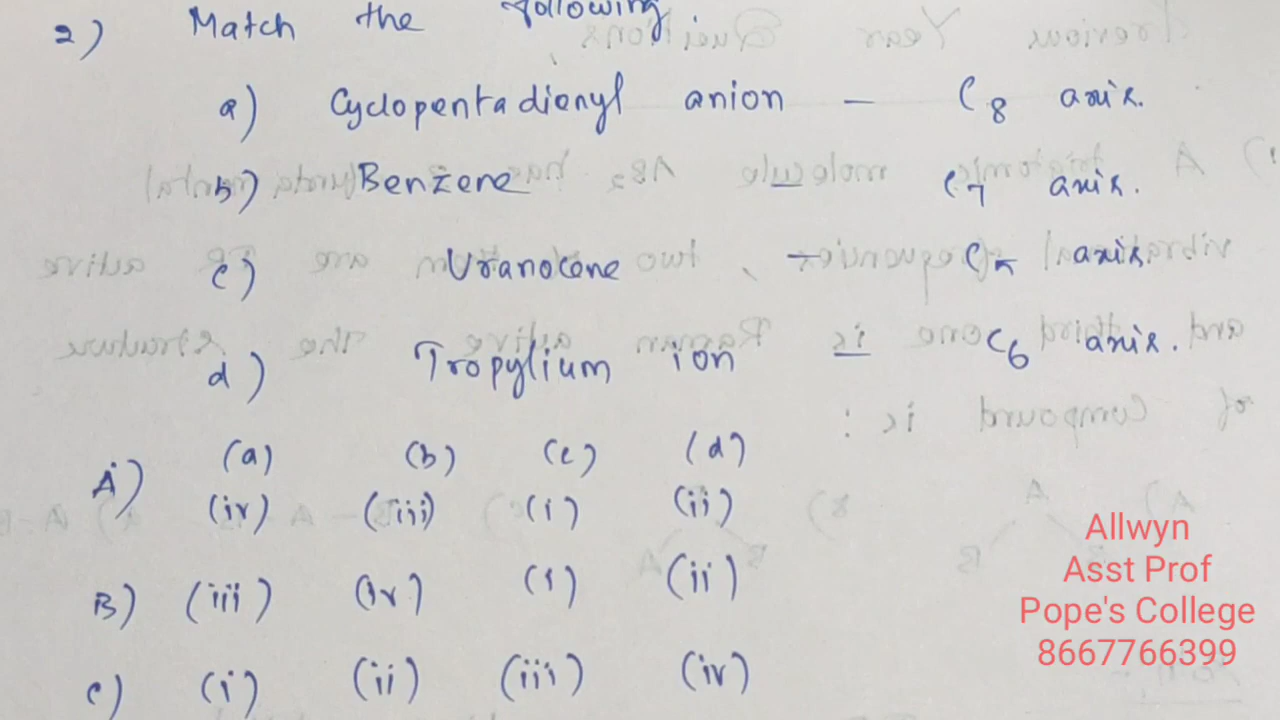 2) Match the following
a) Cyclopentadienyl anion — C8 axis.
b) Benzene C7 axis.
c) Uranocene — C5 axis
d) Tropylium ion — C6 axis.
A) (a) (b) (c) (d)
(iv) (iii) (i) (ii)
B) (iii) (iv) (i) (ii)
C) (i) (ii) (iii) (iv)
Allwyn
Asst Prof
Pope's College
8667766399